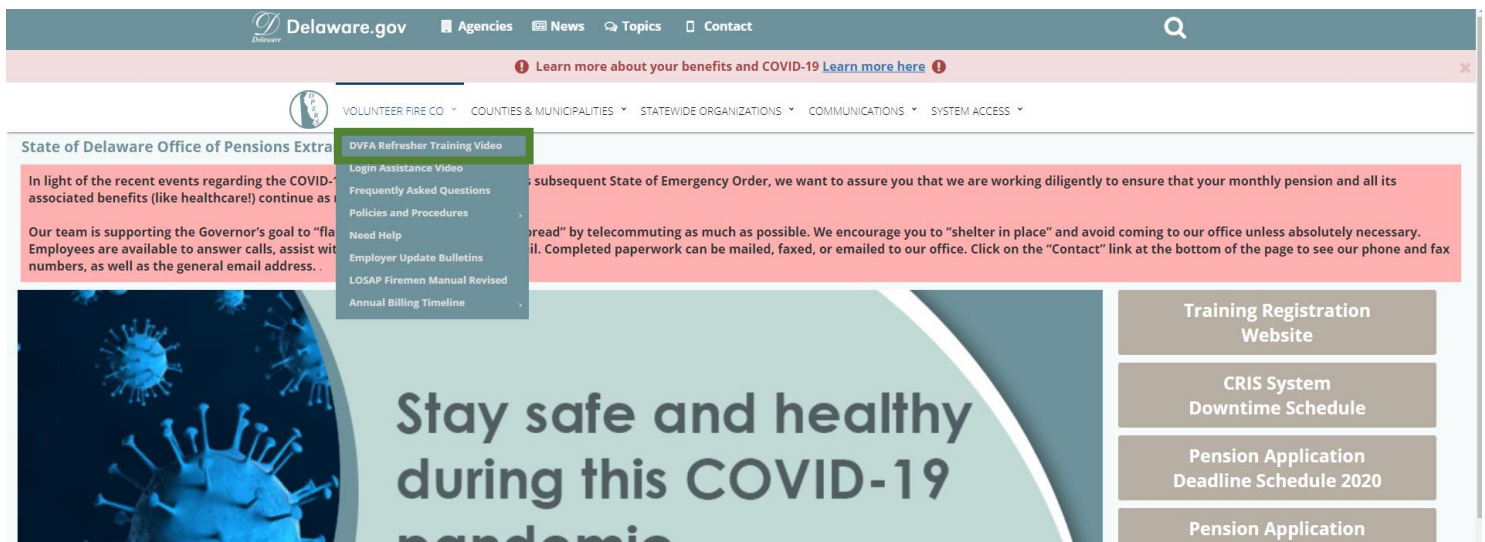 Delaware Delaware.gov Agencies News Topics Contact
Learn more about your benefits and COVID-19 Learn more here
DPERS VOLUNTEER FIRE CO COUNTIES & MUNICIPALITIES STATEWIDE ORGANIZATIONS COMMUNICATIONS SYSTEM ACCESS
State of Delaware Office of Pensions Extra
DVFA Refresher Training Video
Login Assistance Video
Frequently Asked Questions
Policies and Procedures
Need Help
Employer Update Bulletins
LOSAP Firemen Manual Revised
Annual Billing Timeline
In light of the recent events regarding the COVID-1 subsequent State of Emergency Order, we want to assure you that we are working diligently to ensure that your monthly pension and all its
associated benefits (like healthcare!) continue as
Our team is supporting the Governor's goal to "fla pread" by telecommuting as much as possible. We encourage you to "shelter in place" and avoid coming to our office unless absolutely necessary.
Employees are available to answer calls, assist wit il. Completed paperwork can be mailed, faxed, or emailed to our office. Click on the "Contact" link at the bottom of the page to see our phone and fax
numbers, as well as the general email address. .
Stay safe and healthy
during this COVID-19
pandemic
Training Registration
Website
CRIS System
Downtime Schedule
Pension Application
Deadline Schedule 2020
Pension Application